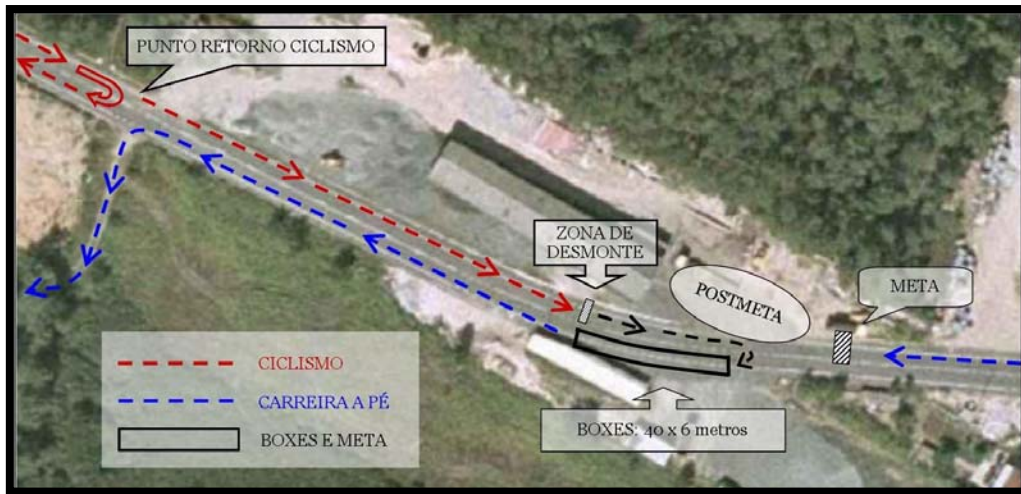 PUNTO RETORNO CICLISMO
ZONA DE
DESMONTE
POSTMETA
META
CICLISMO
CARREIRA A PÉ
BOXES E META
BOXES: 40 x 6 metros